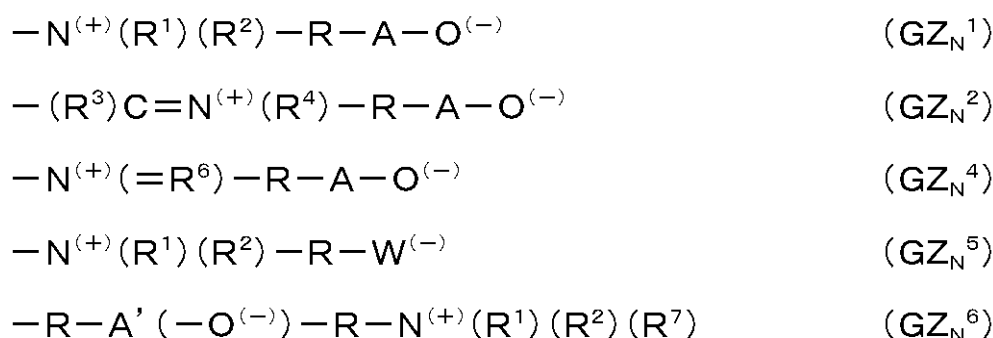 −N⁽⁺⁾(R¹)(R²)−R−A−O⁽⁻⁾ (GZ_N¹)
−(R³)C=N⁽⁺⁾(R⁴)−R−A−O⁽⁻⁾ (GZ_N²)
−N⁽⁺⁾(=R⁶)−R−A−O⁽⁻⁾ (GZ_N⁴)
−N⁽⁺⁾(R¹)(R²)−R−W⁽⁻⁾ (GZ_N⁵)
−R−A'(−O⁽⁻⁾)−R−N⁽⁺⁾(R¹)(R²)(R⁷) (GZ_N⁶)